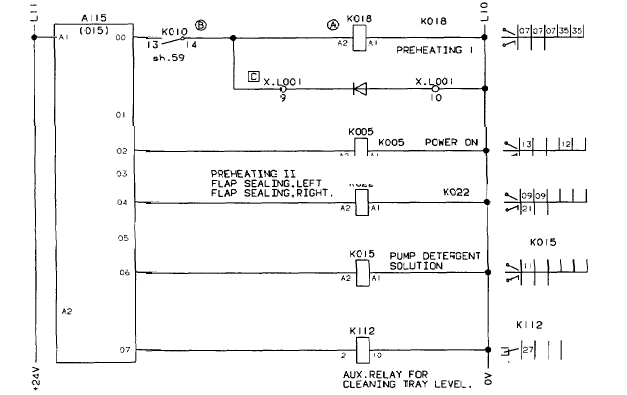 L11
A115
(015)
A1
00
K010
13 14
sh.59
B
A
K018
K018
A2 A1
PREHEATING I
L10
07 07 07 35 35
C X.L001
9
X.L001
10
01
02
K005
K005
POWER ON
A2 A1
13 12
03
PREHEATING II
FLAP SEALING,LEFT
FLAP SEALING,RIGHT.
04
K022
K022
A2 A1
09 09
21
05
06
K015
A2 A1
PUMP DETERGENT
SOLUTION
K015
11
A2
07
K112
2 10
K112
27
AUX.RELAY FOR
CLEANING TRAY LEVEL.
+24V
0V